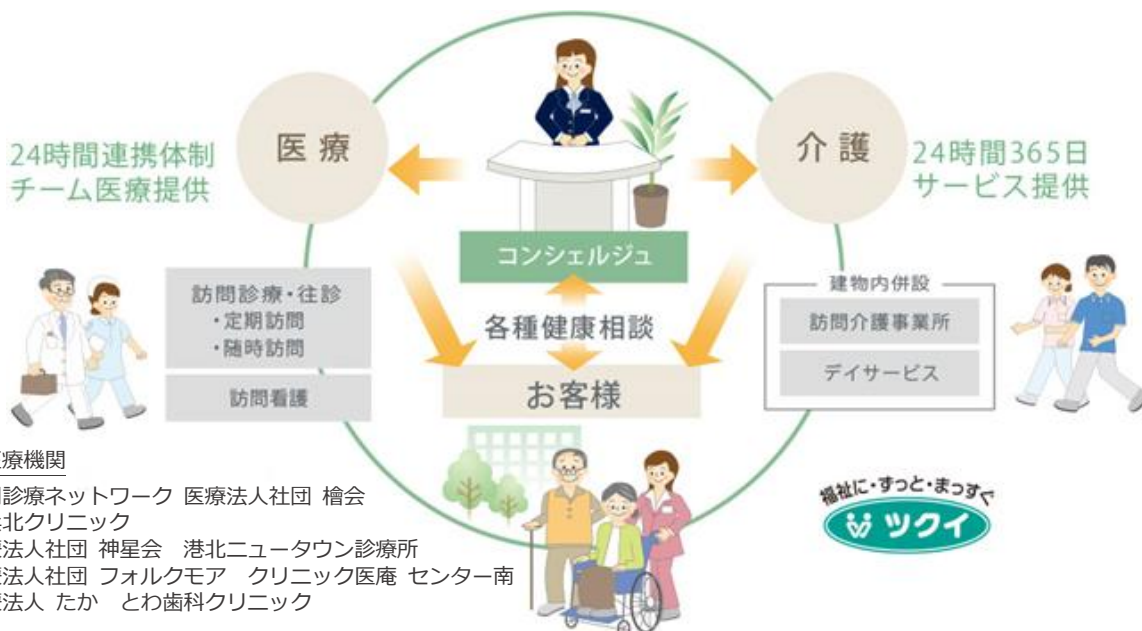 医療
介護
24時間連携体制
チーム医療提供
24時間365日
サービス提供
コンシェルジュ
訪問診療・往診
・定期訪問
・随時訪問
訪問看護
各種健康相談
お客様
建物内併設
訪問介護事業所
デイサービス
療機関
診療ネットワーク 医療法人社団 檜会
北クリニック
法人社団 神星会 港北ニュータウン診療所
法人社団 フォルクモア クリニック医庵 センター南
法人 たか とわ歯科クリニック
福祉に・ずっと・まっすぐ
ツクイ